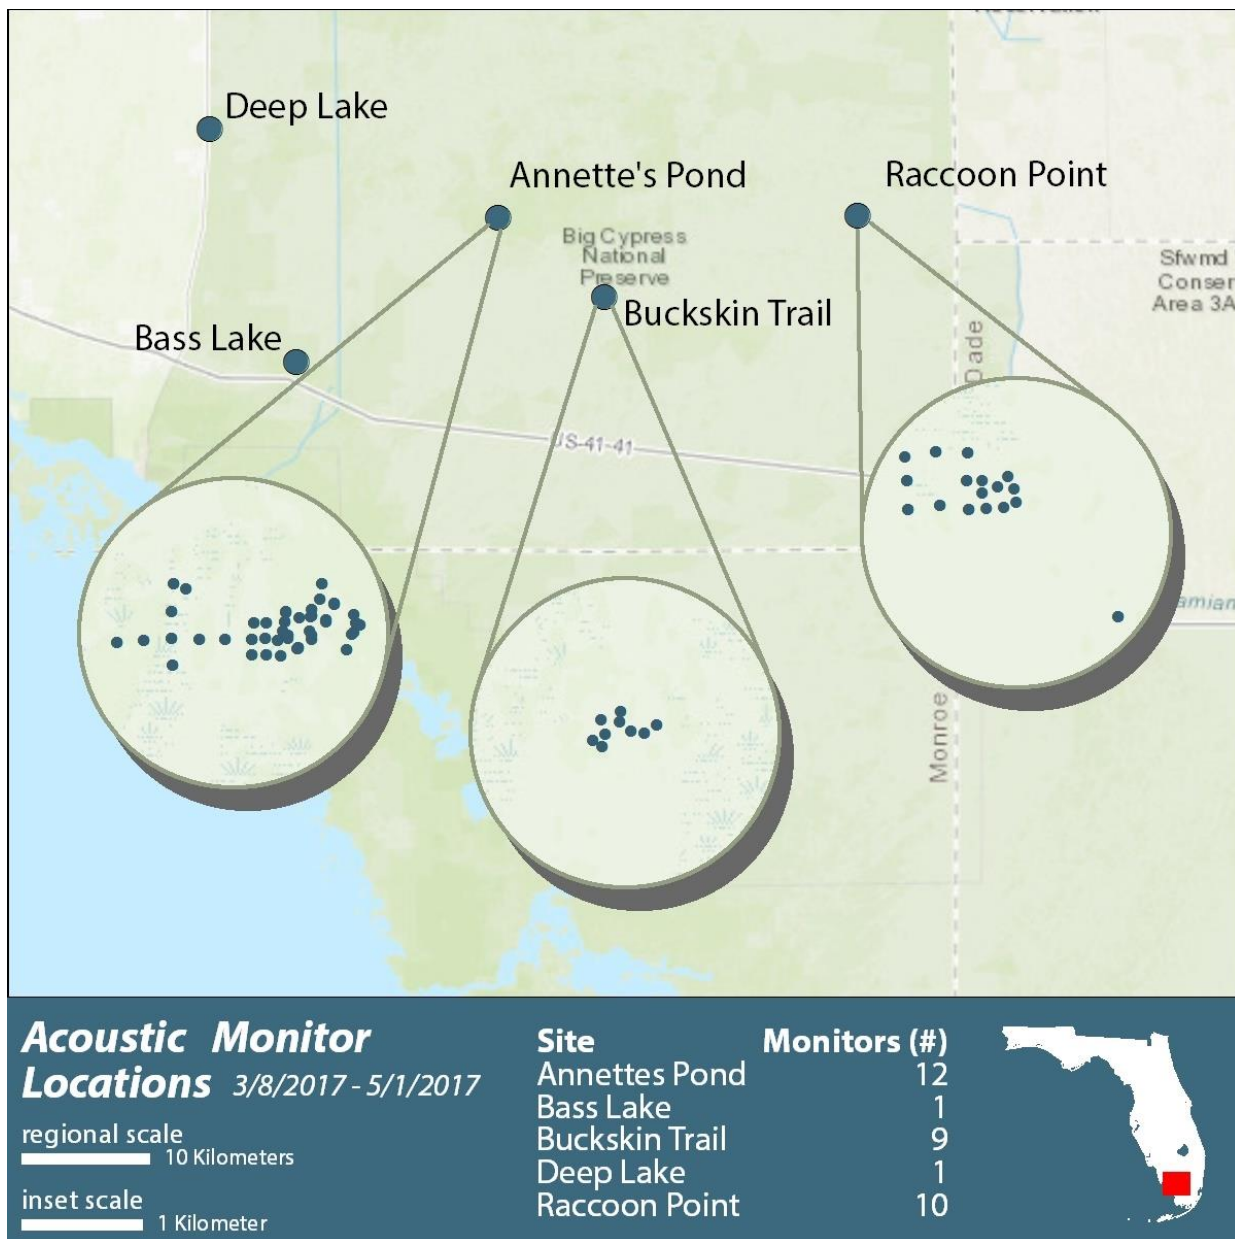 Deep Lake
Annette's Pond
Raccoon Point
Big Cypress
National
Preserve
Sfwmd
Conser
Area 3A
Buckskin Trail
Bass Lake
Dade
US-41-41
amian
Monroe
Acoustic Monitor
Locations 3/8/2017 - 5/1/2017
regional scale
10 Kilometers
inset scale
1 Kilometer
Site Monitors (#)
Annettes Pond 12
Bass Lake 1
Buckskin Trail 9
Deep Lake 1
Raccoon Point 10